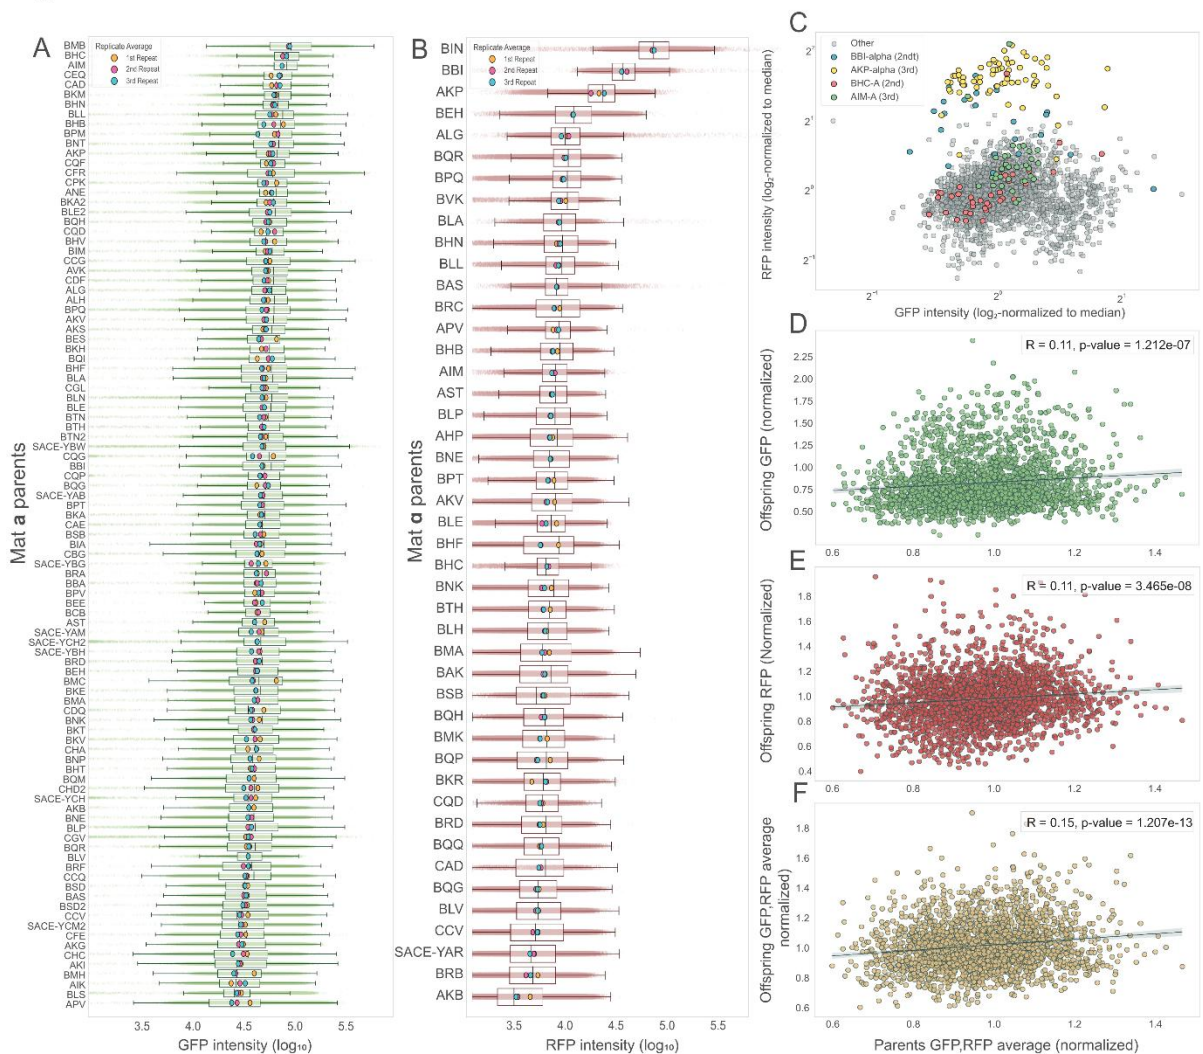 A
Replicate Average
1st Repeat
2nd Repeat
3rd Repeat
Mat a parents
BMB
BHC
AIM
CEQ
CAD
BKM
BHN
BLL
BHB
BPM
BNT
AKP
CQF
CFR
CPK
ANE
BKA2
BLE2
BQH
CQD
BHV
BIM
CCG
AVK
CDF
ALG
ALH
BPQ
AKV
AKS
BES
BKH
BQI
BHF
BLA
CGL
BLN
BLE
BTN
BTH
BTN2
SACE-YBW
CQG
BBI
CQP
BQG
SACE-YAB
BPT
BKA
CAE
BSB
BIA
CBG
SACE-YBG
BRA
BBA
BPV
BEE
BCB
AST
SACE-YAM
SACE-YCH2
SACE-YBH
BRD
BEH
BMC
BKE
BMA
CDQ
BNK
BKT
BKV
CHA
BNP
BHT
BQM
CHD2
SACE-YCH
AKB
BNE
BLP
CGV
BQR
BLV
BRF
CCQ
BSD
BAS
BSD2
CCV
SACE-YCM2
CFE
AKG
CHC
AKI
BMH
AIK
BLS
APV
3.5 4.0 4.5 5.0 5.5
GFP intensity (log₁₀)
B
Replicate Average
1st Repeat
2nd Repeat
3rd Repeat
Mat α parents
BIN
BBI
AKP
BEH
ALG
BQR
BPQ
BVK
BLA
BHN
BLL
BAS
BRC
APV
BHB
AIM
AST
BLP
AHP
BNE
BPT
AKV
BLE
BHF
BHC
BNK
BTH
BLH
BMA
BAK
BSB
BQH
BMK
BQP
BKR
CQD
BRD
BQQ
CAD
BQG
BLV
CCV
SACE-YAR
BRB
AKB
3.5 4.0 4.5 5.0 5.5
RFP intensity (log₁₀)
C
Other
BBI-alpha (2ndt)
AKP-alpha (3rd)
BHC-A (2nd)
AIM-A (3rd)
RFP intensity (log₂-normalized to median)
2¹
2⁰
2⁻¹
2⁻¹ 2⁰ 2¹
GFP intensity (log₂-normalized to median)
D
R = 0.11, p-value = 1.212e-07
Offspring GFP (normalized)
2.25
2.00
1.75
1.50
1.25
1.00
0.75
0.50
0.6 0.8 1.0 1.2 1.4
E
R = 0.11, p-value = 3.465e-08
Offspring RFP (Normalized)
1.8
1.6
1.4
1.2
1.0
0.8
0.6
0.4
0.6 0.8 1.0 1.2 1.4
F
R = 0.15, p-value = 1.207e-13
Offspring GFP,RFP average
normalized)
1.8
1.6
1.4
1.2
1.0
0.8
0.6
0.6 0.8 1.0 1.2 1.4
Parents GFP,RFP average (normalized)